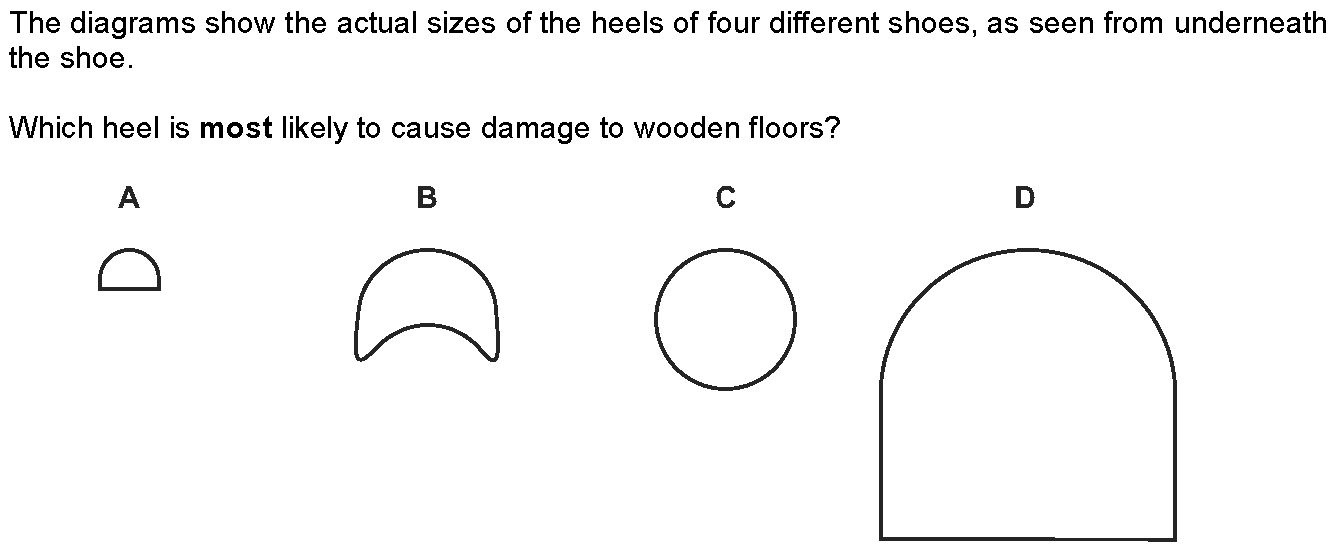 The diagrams show the actual sizes of the heels of four different shoes, as seen from underneath
the shoe.
Which heel is most likely to cause damage to wooden floors?
A B C D